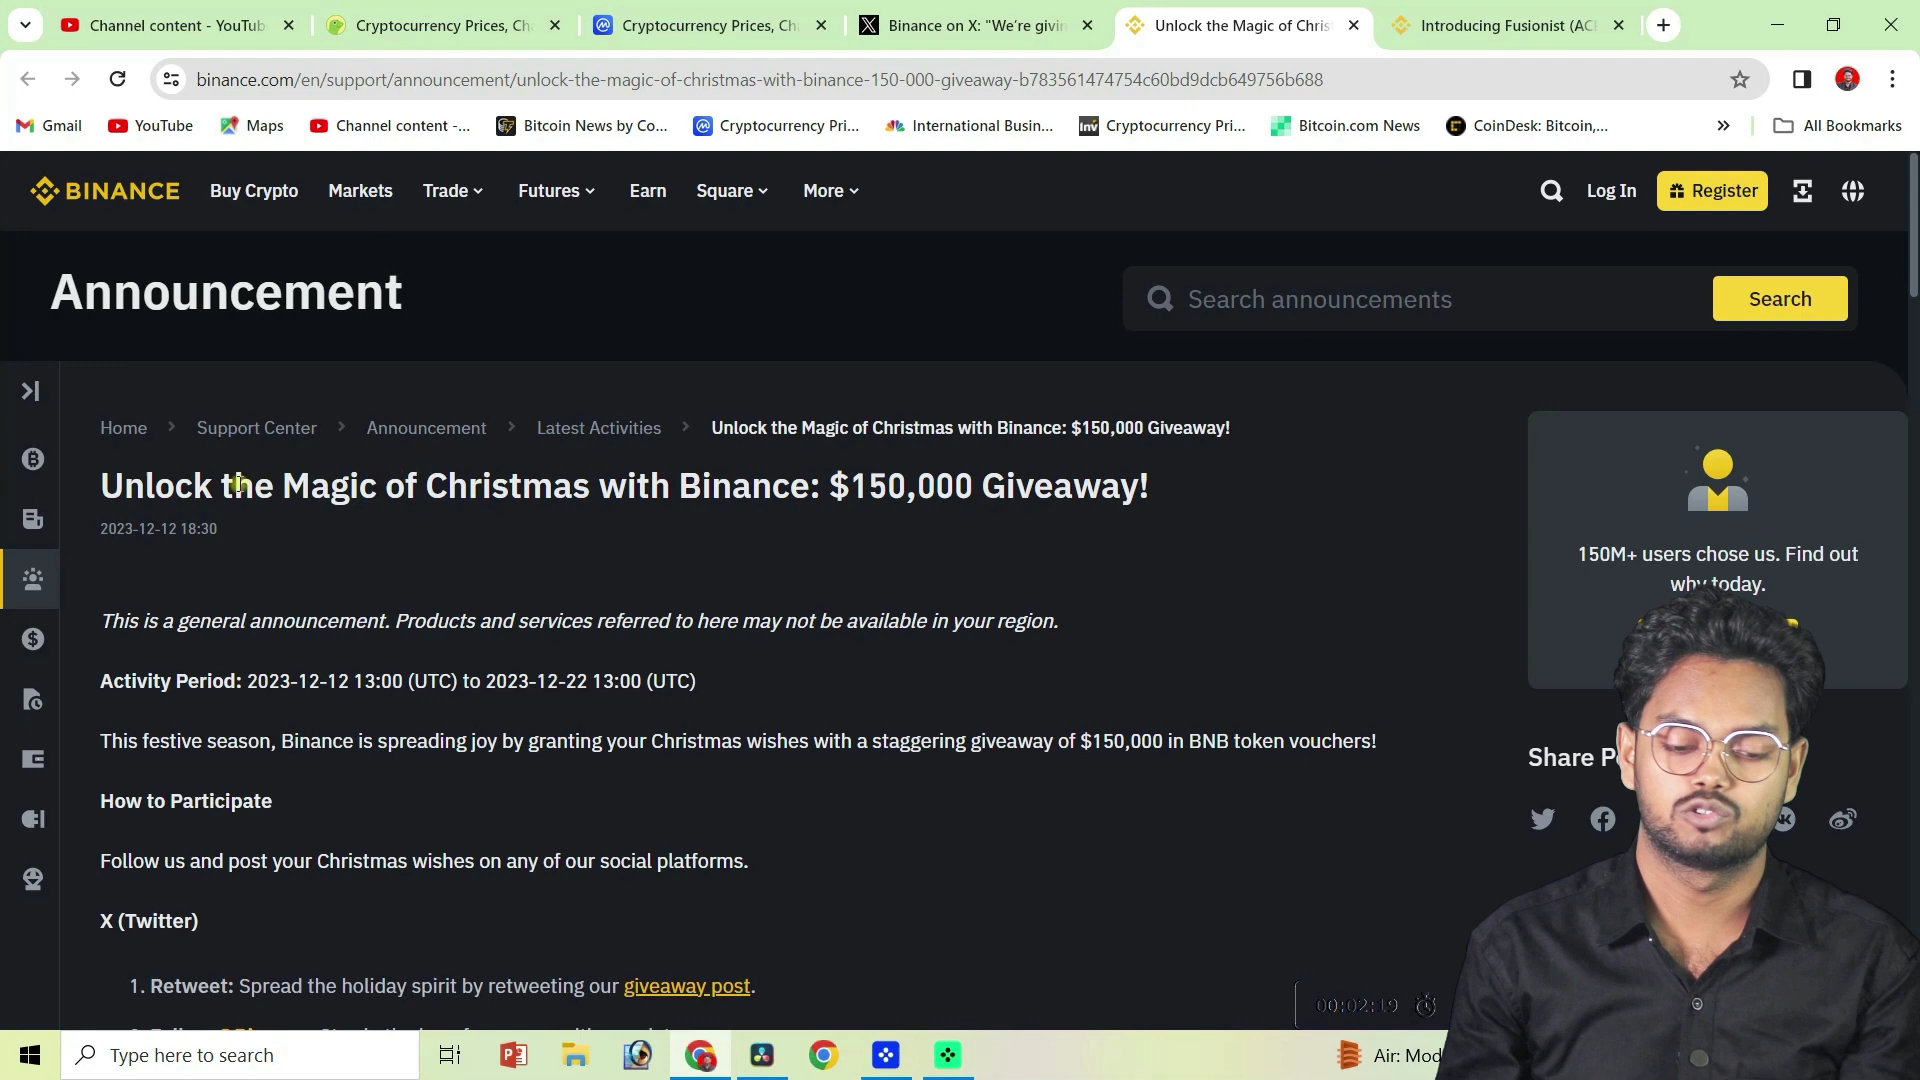 Channel content - YouTub
Cryptocurrency Prices, Ch
Cryptocurrency Prices, Ch
Binance on X: "We're givin
Unlock the Magic of Chris
Introducing Fusionist (ACE
binance.com/en/support/announcement/unlock-the-magic-of-christmas-with-binance-150-000-giveaway-b783561474754c60bd9dcb649756b688
Gmail
YouTube
Maps
Channel content -...
Bitcoin News by Co...
Cryptocurrency Pri...
International Busin...
Cryptocurrency Pri...
Bitcoin.com News
CoinDesk: Bitcoin,...
All Bookmarks
BINANCE
Buy Crypto
Markets
Trade
Futures
Earn
Square
More
Log In
Register
Announcement
Search announcements
Search
Home
Support Center
Announcement
Latest Activities
Unlock the Magic of Christmas with Binance: $150,000 Giveaway!
Unlock the Magic of Christmas with Binance: $150,000 Giveaway!
2023-12-12 18:30
150M+ users chose us. Find out
why today.
This is a general announcement. Products and services referred to here may not be available in your region.
Activity Period: 2023-12-12 13:00 (UTC) to 2023-12-22 13:00 (UTC)
This festive season, Binance is spreading joy by granting your Christmas wishes with a staggering giveaway of $150,000 in BNB token vouchers!
Share P
How to Participate
Follow us and post your Christmas wishes on any of our social platforms.
X (Twitter)
1. Retweet: Spread the holiday spirit by retweeting our giveaway post.
00:02:19
Type here to search
Air: Mod